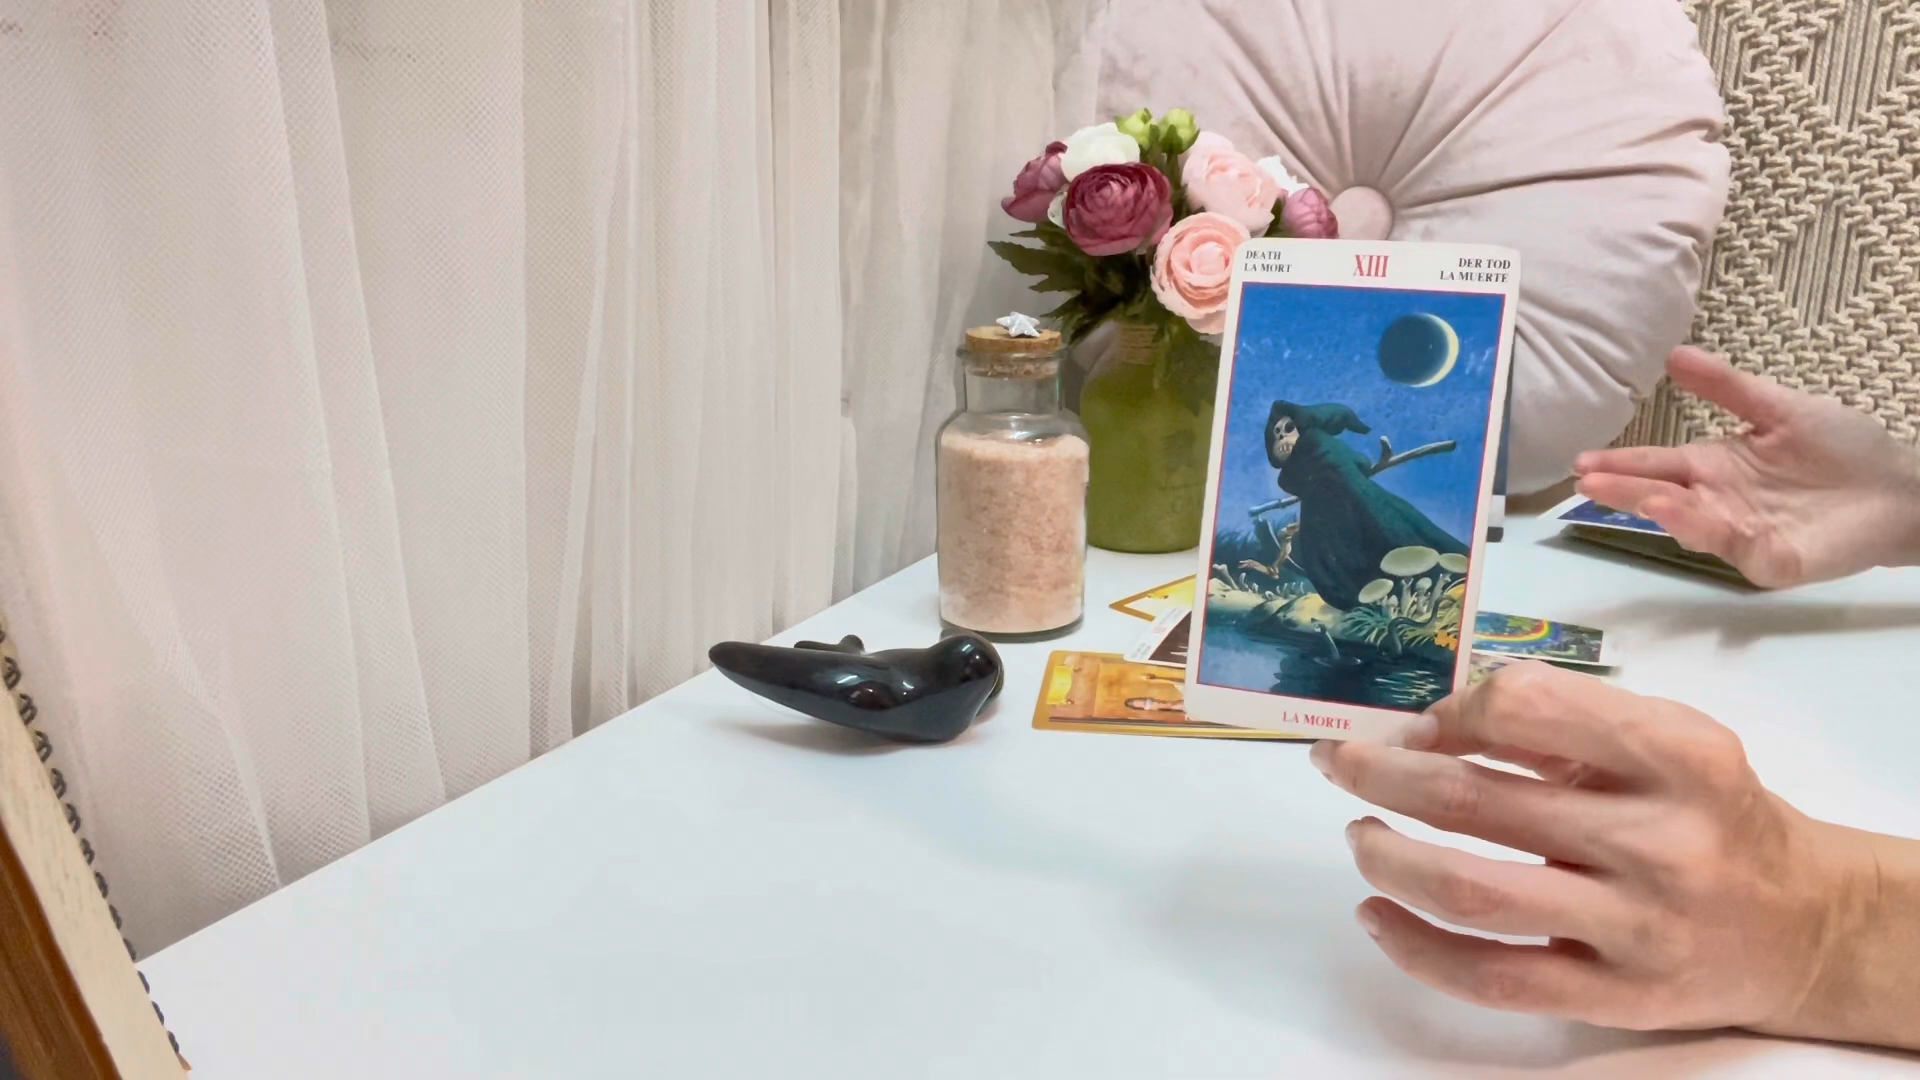 DEATH
LA MORT
XIII
DER TOD
LA MUERTE
LA MORTE